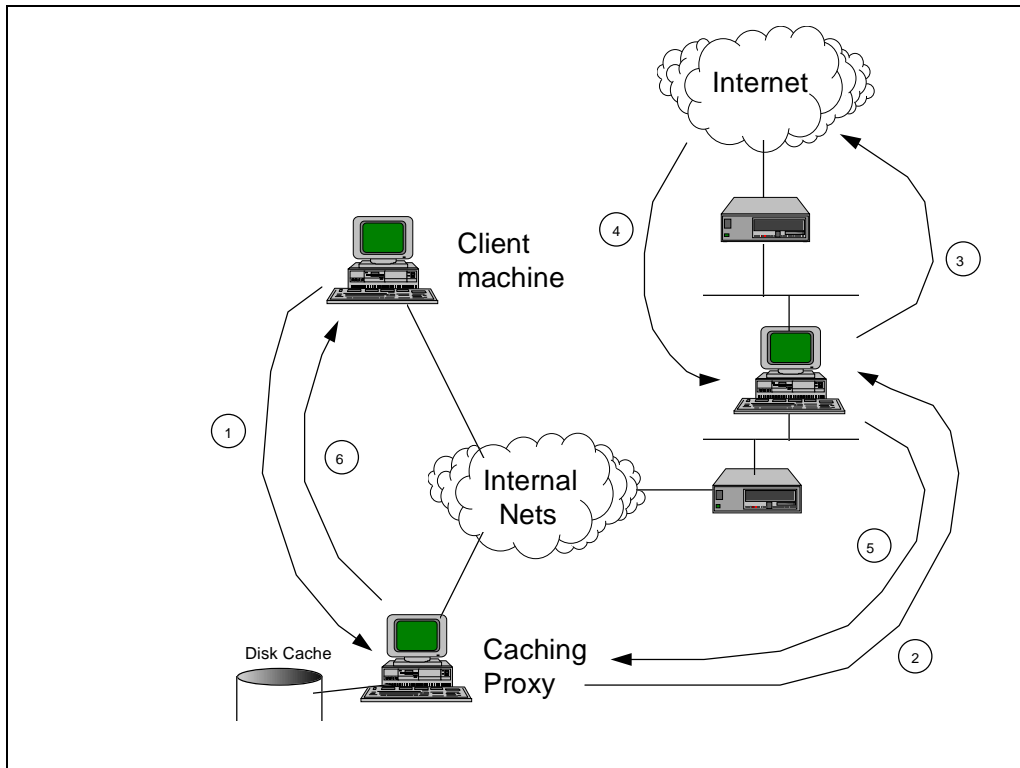 Internet
4
3
Client
machine
1
6
Internal
Nets
5
2
Disk Cache
Caching
Proxy